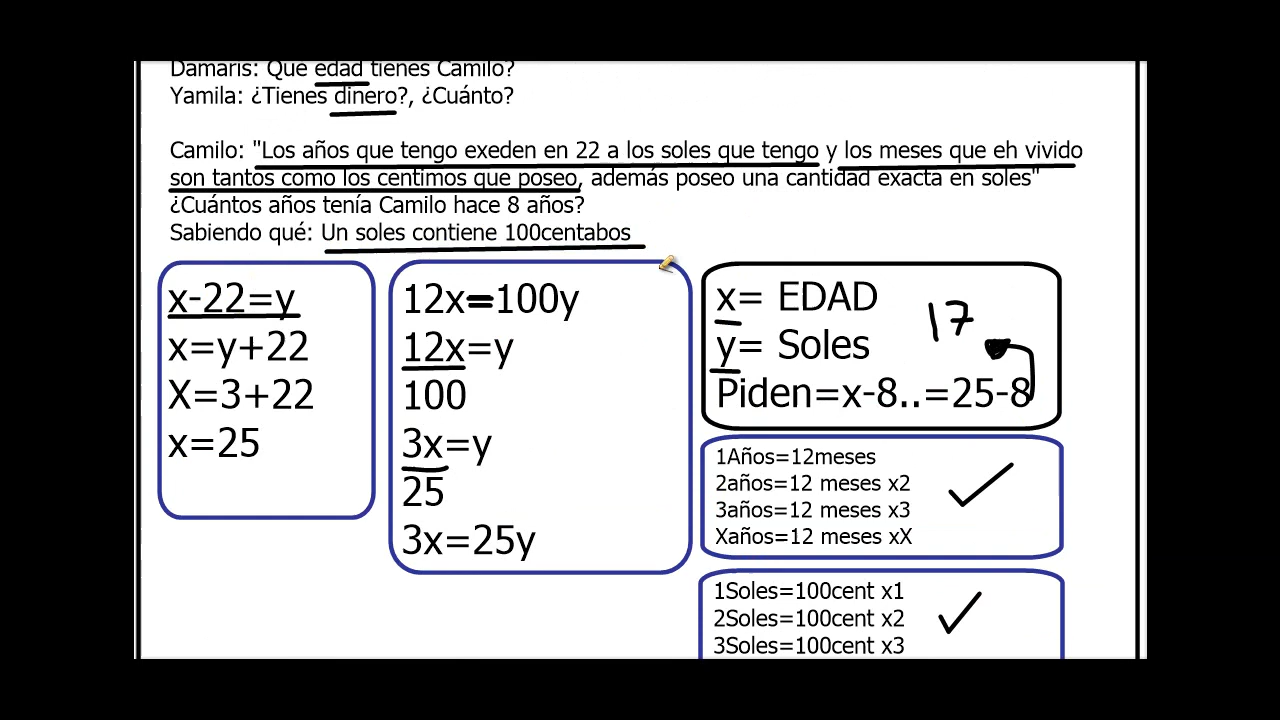 Damaris: Que edad tienes Camilo?
Yamila: ¿Tienes dinero?, ¿Cuánto?
Camilo: "Los años que tengo exeden en 22 a los soles que tengo y los meses que eh vivido
son tantos como los centimos que poseo, además poseo una cantidad exacta en soles"
¿Cuántos años tenía Camilo hace 8 años?
Sabiendo qué: Un soles contiene 100centabos
x-22=y
x=y+22
X=3+22
x=25
12x=100y
12x=y
100
3x=y
25
3x=25y
x= EDAD
17
y= Soles
Piden=x-8..=25-8
1Años=12meses
2años=12 meses x2
3años=12 meses x3
Xaños=12 meses xX
1Soles=100cent x1
2Soles=100cent x2
3Soles=100cent x3